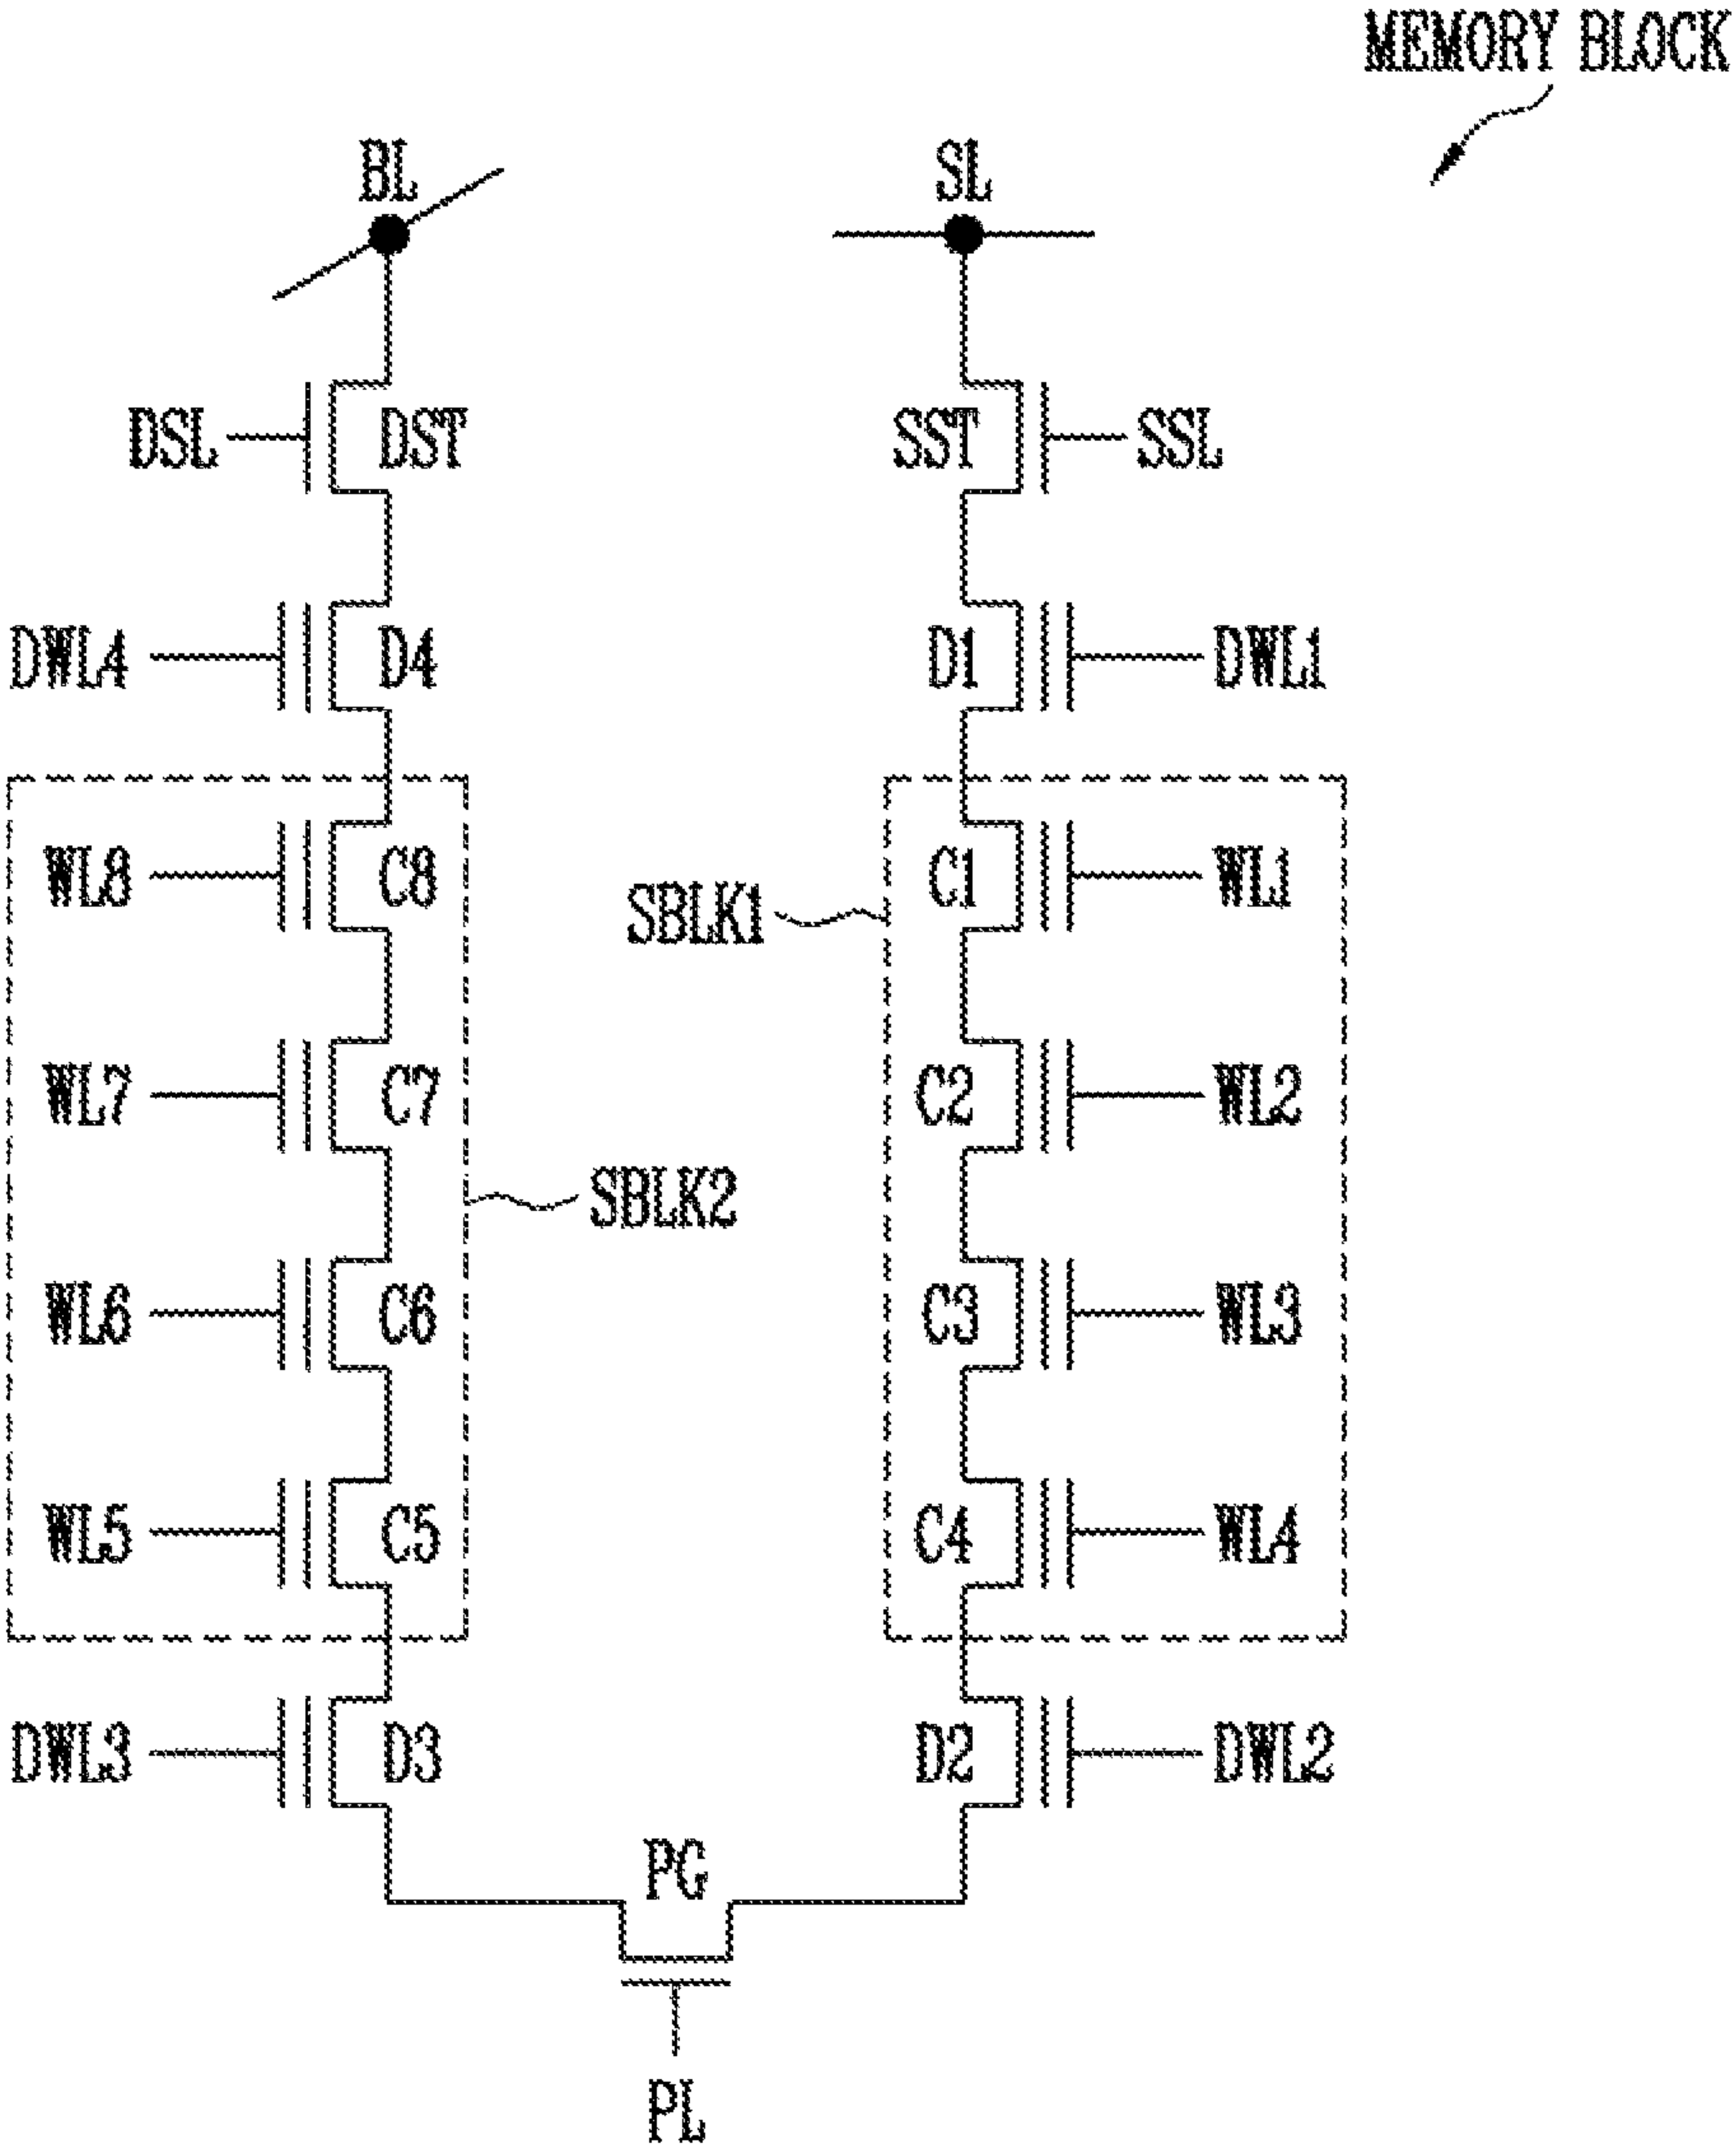 MEMORY BLOCK
BL
SL
DSL
DST
SST
SSL
DWL4
D4
D1
DWL1
WL8
C8
SBLK1
C1
WL1
WL7
C7
C2
WL2
SBLK2
WL6
C6
C3
WL3
WL5
C5
C4
WL4
DWL3
D3
D2
DWL2
PG
PL